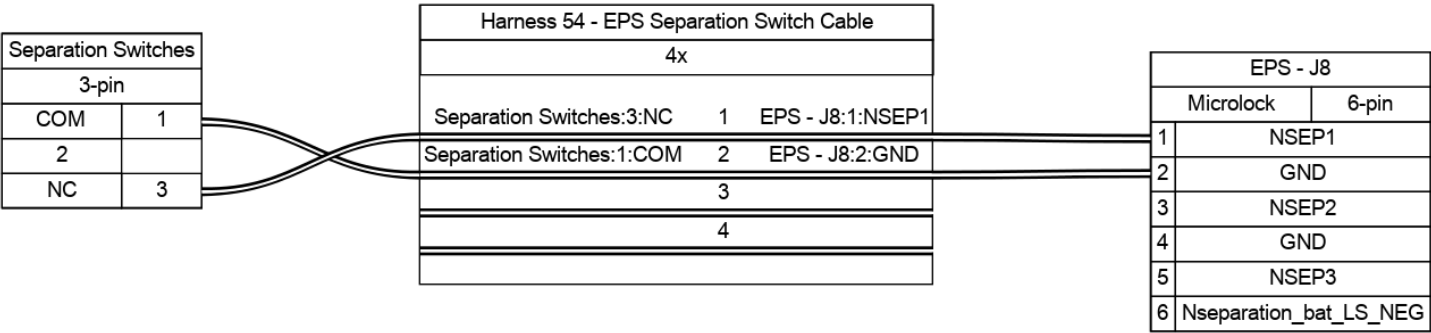 Harness 54 - EPS Separation Switch Cable
4x
Separation Switches
3-pin
COM 1
2
NC 3
Separation Switches:3:NC 1 EPS - J8:1:NSEP1
Separation Switches:1:COM 2 EPS - J8:2:GND
3
4
EPS - J8
Microlock 6-pin
1 NSEP1
2 GND
3 NSEP2
4 GND
5 NSEP3
6 Nseparation_bat_LS_NEG